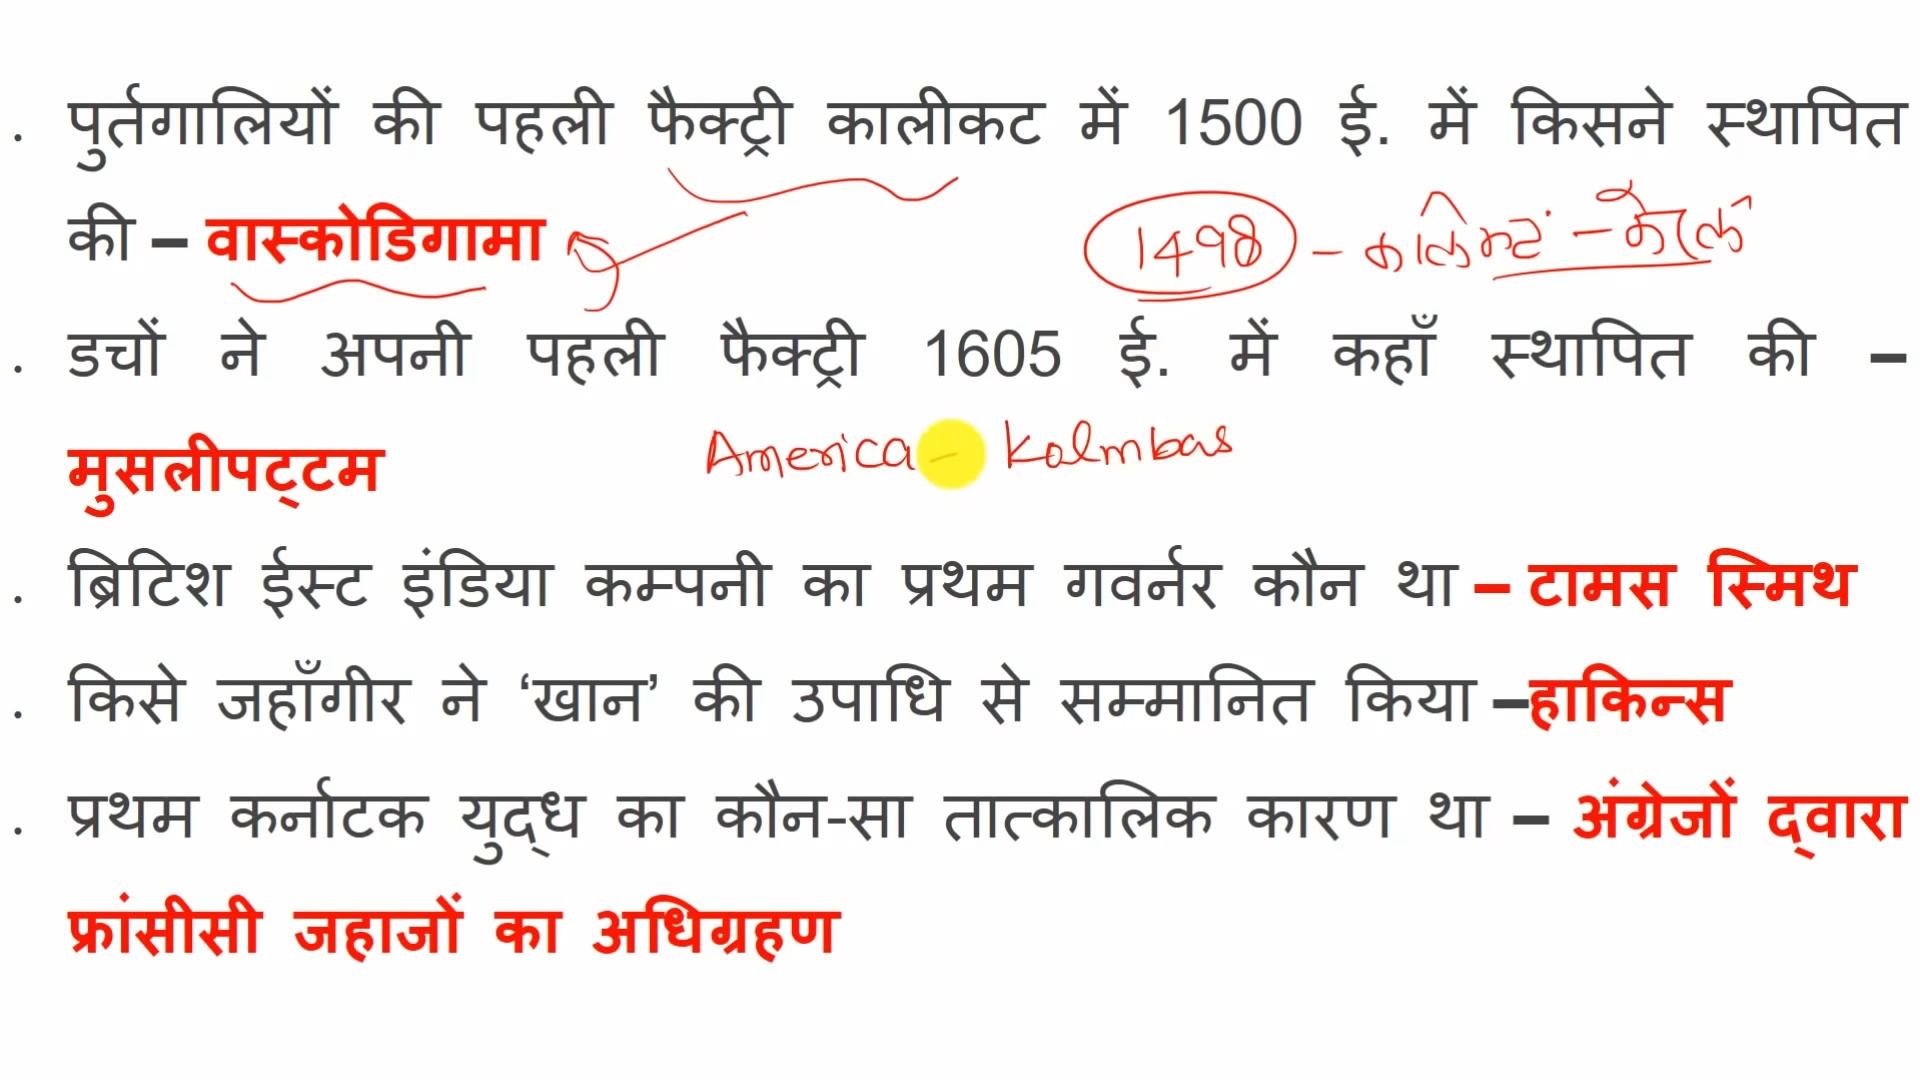 . पुर्तगालियों की पहली फैक्ट्री कालीकट में 1500 ई. में किसने स्थापित
की – वास्कोडिगामा
1498 –
. डचों ने अपनी पहली फैक्ट्री 1605 ई. में कहाँ स्थापित की –
मुसलीपट्टम
America – Kolmbas
. ब्रिटिश ईस्ट इंडिया कम्पनी का प्रथम गवर्नर कौन था – टामस स्मिथ
. किसे जहाँगीर ने ‘खान’ की उपाधि से सम्मानित किया –हाकिन्स
. प्रथम कर्नाटक युद्ध का कौन-सा तात्कालिक कारण था – अंग्रेजों द्वारा
फ्रांसीसी जहाजों का अधिग्रहण